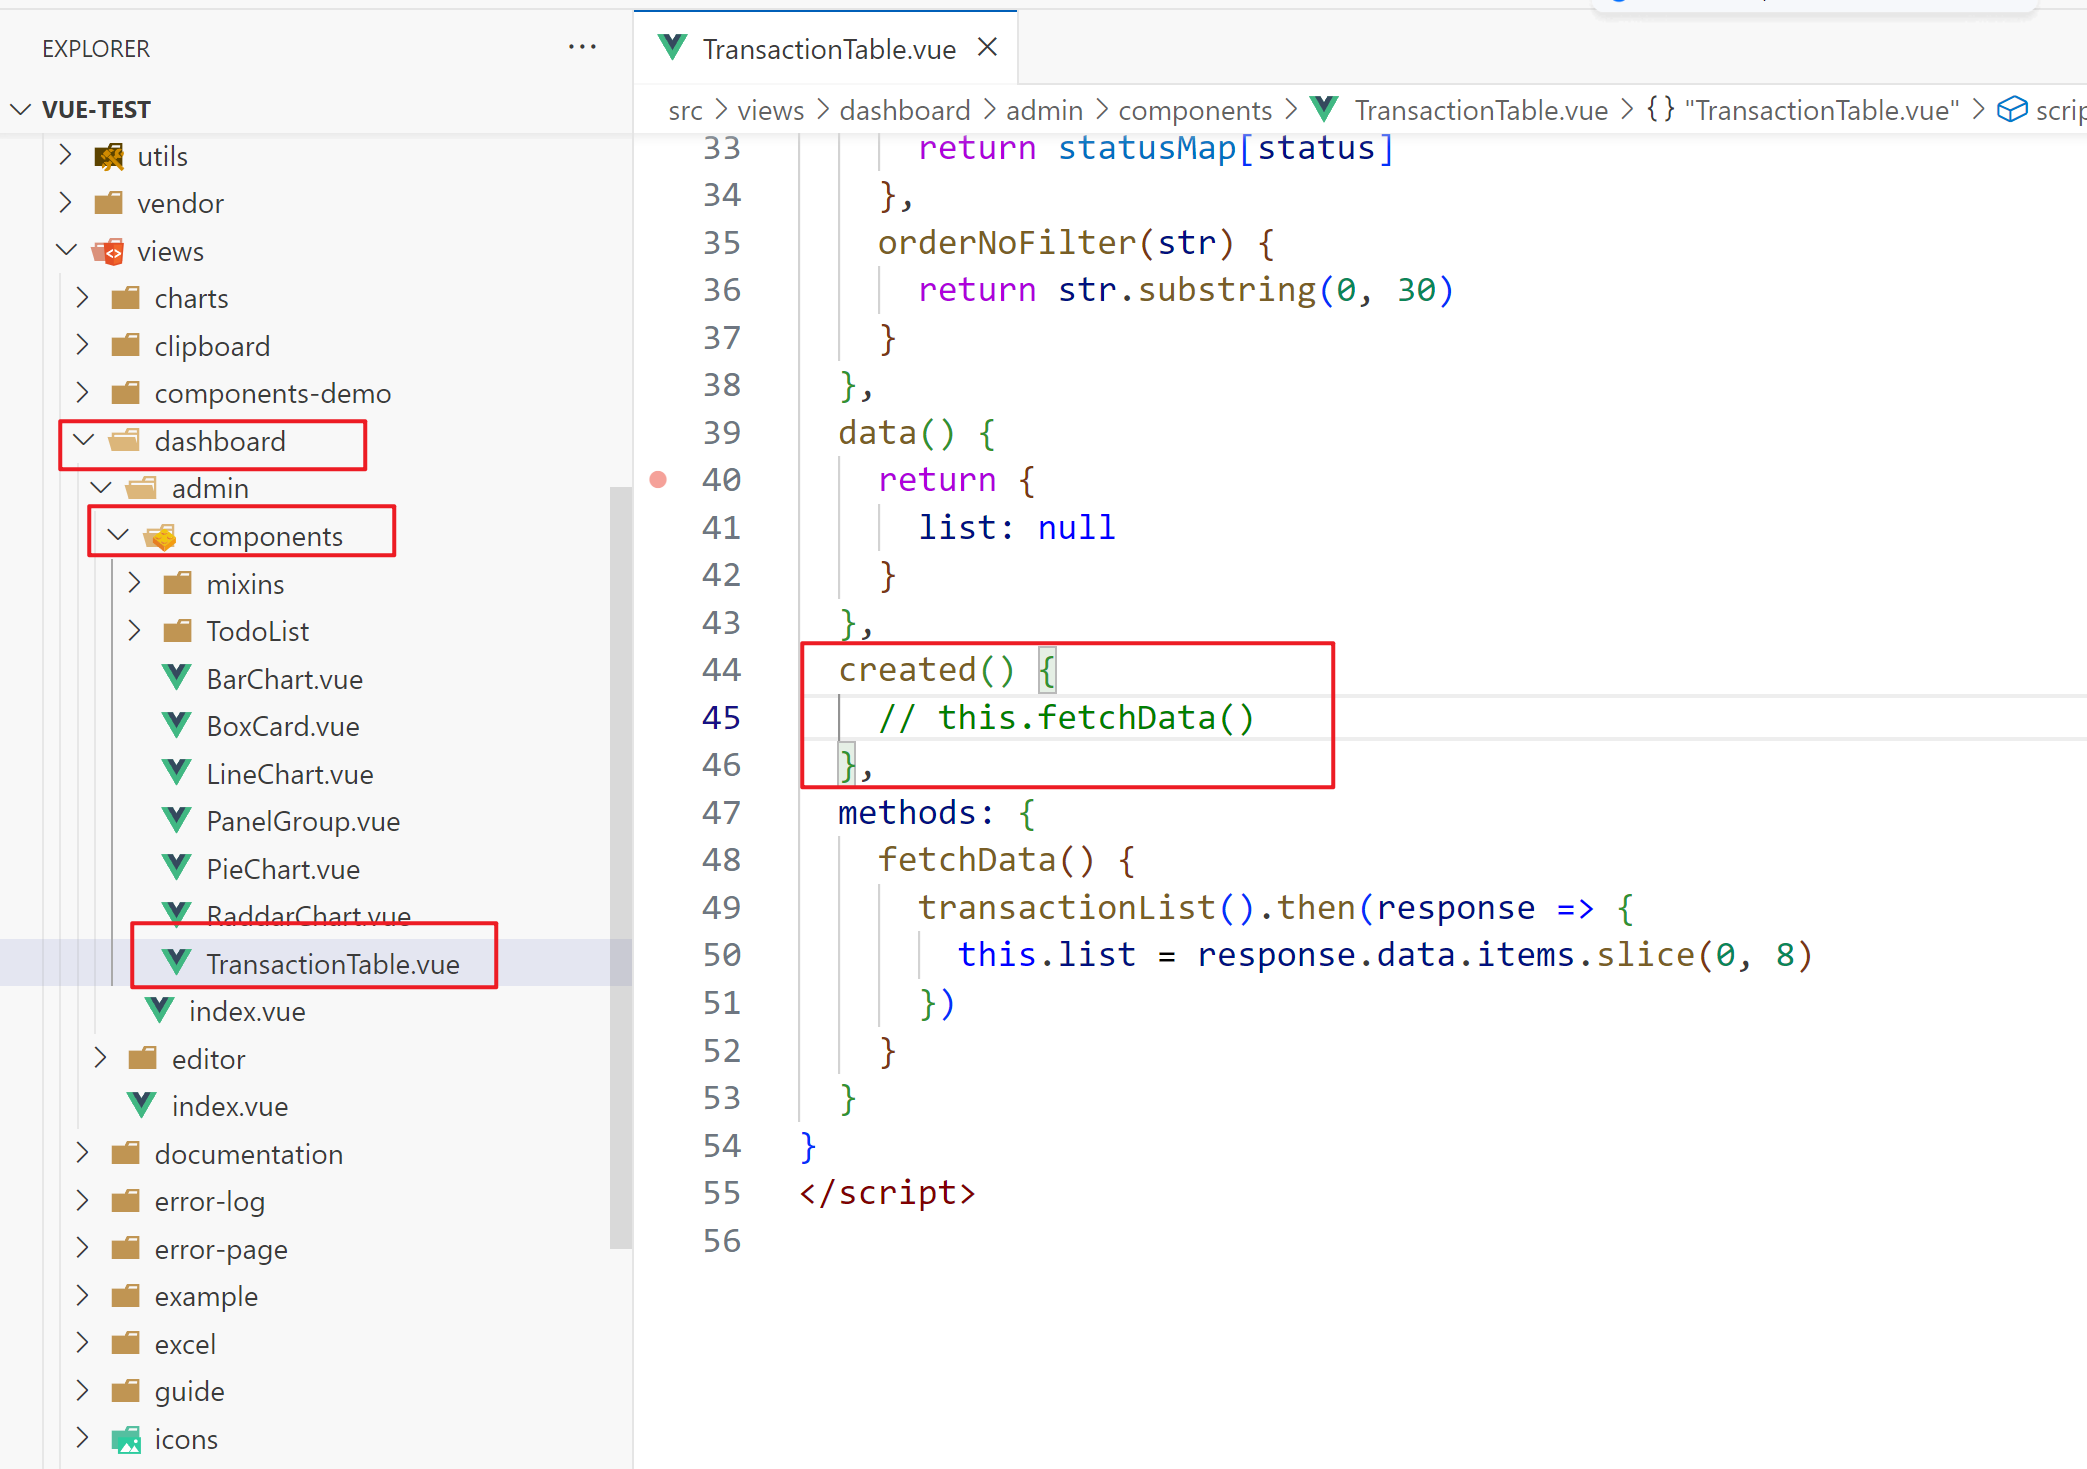 EXPLORER
VUE-TEST
utils
vendor
views
charts
clipboard
components-demo
dashboard
admin
components
mixins
TodoList
BarChart.vue
BoxCard.vue
LineChart.vue
PanelGroup.vue
PieChart.vue
RaddarChart.vue
TransactionTable.vue
index.vue
editor
index.vue
documentation
error-log
error-page
example
excel
guide
icons
TransactionTable.vue
src > views > dashboard > admin > components > TransactionTable.vue > {} "TransactionTable.vue" > scrip
33 return statusMap[status]
34 },
35 orderNoFilter(str) {
36 return str.substring(0, 30)
37 }
38 },
39 data() {
40 return {
41 list: null
42 }
43 },
44 created() {
45 // this.fetchData()
46 },
47 methods: {
48 fetchData() {
49 transactionList().then(response => {
50 this.list = response.data.items.slice(0, 8)
51 })
52 }
53 }
54 }
55 </script>
56